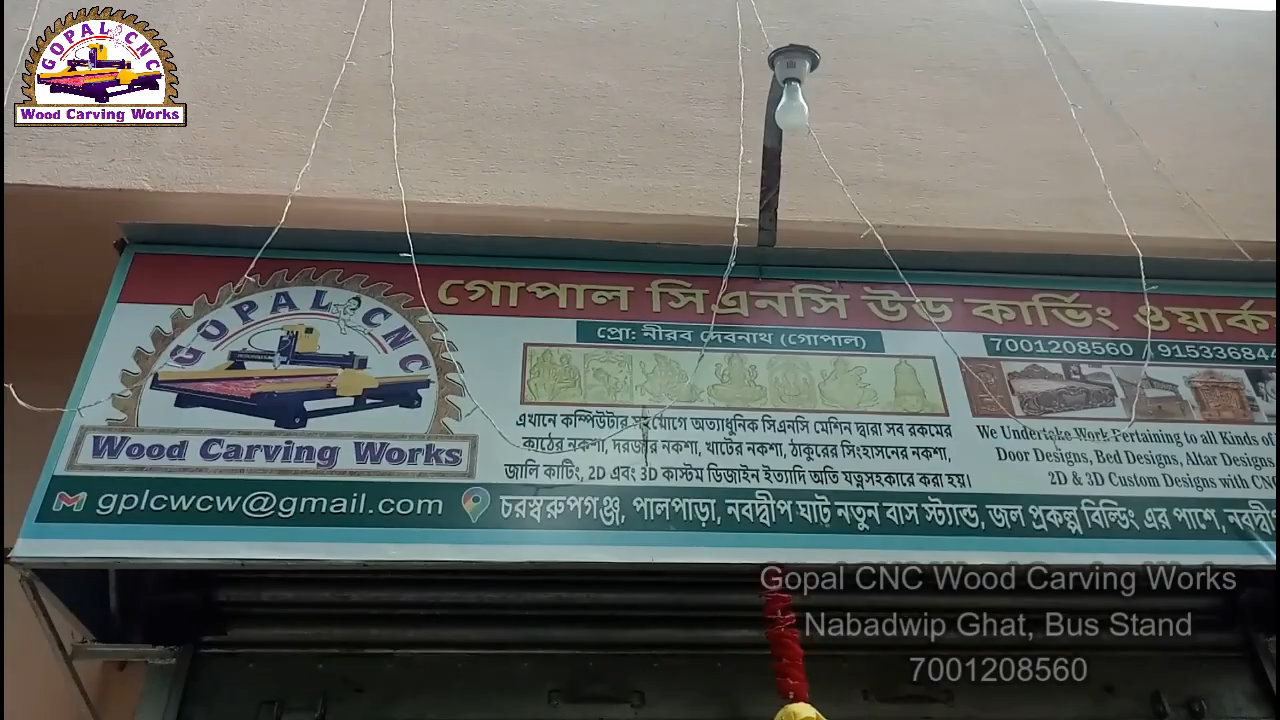 GOPAL CNC
Wood Carving Works
গোপাল সিএনসি উড কার্ভিং ওয়ার্ক
প্রো: নীরব দেবনাথ (গোপাল)
7001208560
GOPAL CNC
Wood Carving Works
এখানে কম্পিউটার সংযোগে অত্যাধুনিক সিএনসি মেশিন দ্বারা সব রকমের
কাঠের নকশা, দরজার নকশা, খাটের নকশা, ঠাকুরের সিংহাসনের নকশা,
জালি কাটিং, 2D এবং 3D কাস্টম ডিজাইন ইত্যাদি অতি যত্নসহকারে করা হয়।
We Undertake Work Pertaining to all Kinds of
Door Designs, Bed Designs, Altar Designs
2D & 3D Custom Designs with CNC
gplcwcw@gmail.com
চরস্বরুপগঞ্জ, পালপাড়া, নবদ্বীপ ঘাট নতুন বাস স্ট্যান্ড, জল প্রকল্প বিল্ডিং এর পাশে,
Gopal CNC Wood Carving Works
Nabadwip Ghat, Bus Stand
7001208560